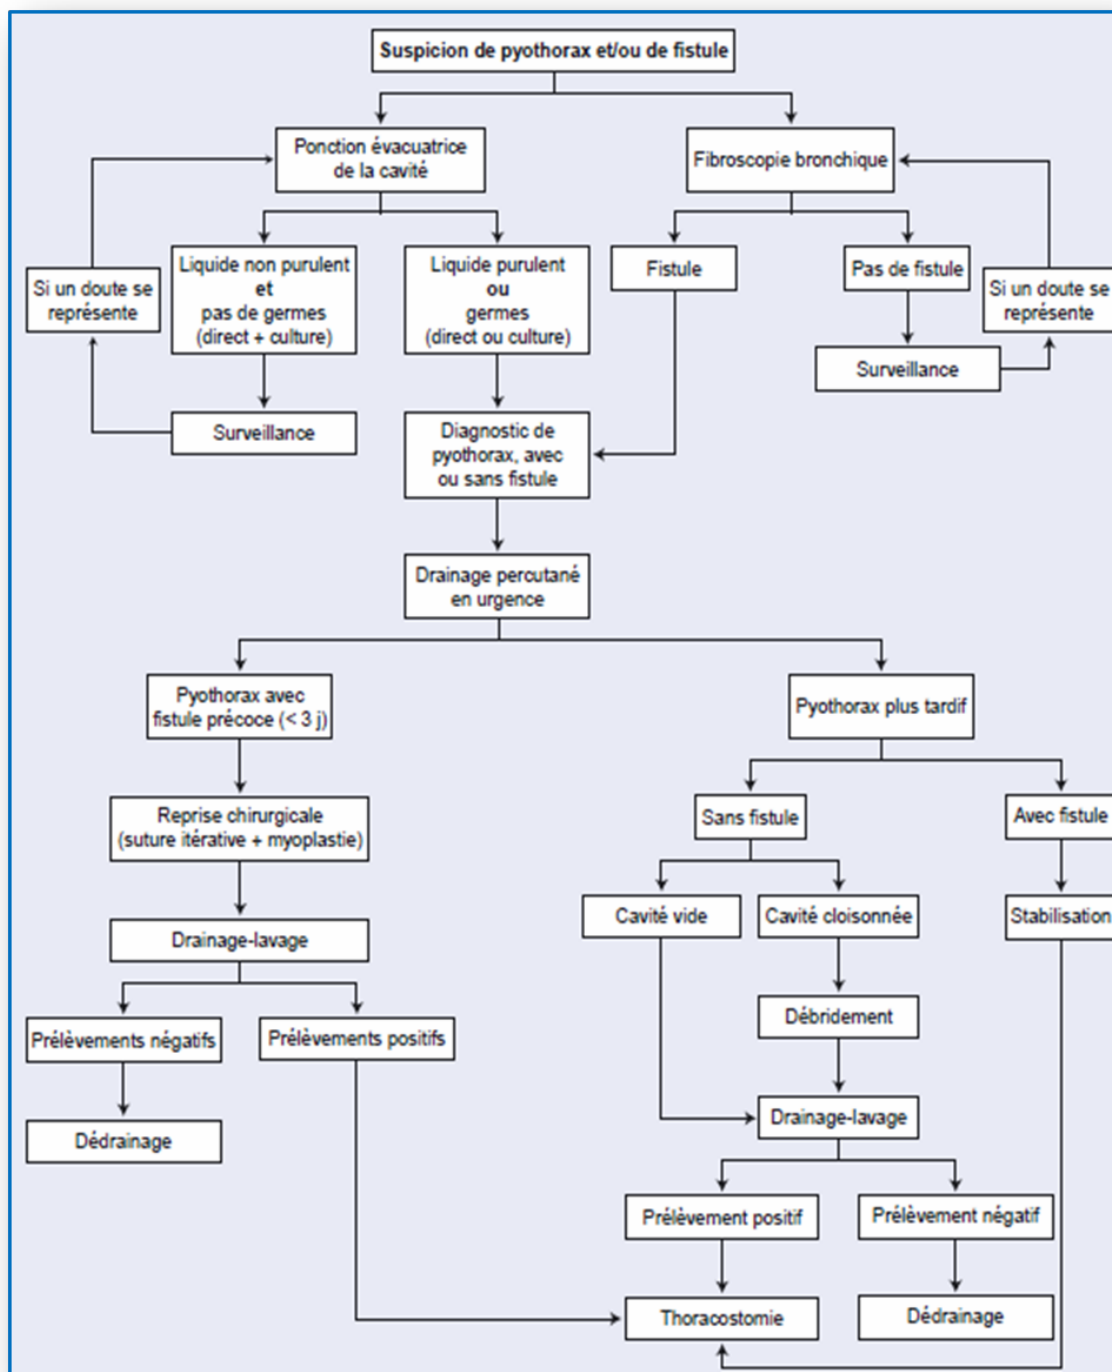 Suspicion de pyothorax et/ou de fistule
Ponction évacuatrice
de la cavité
Fibroscopie bronchique
Si un doute se
représente
Liquide non purulent
et
pas de germes
(direct + culture)
Liquide purulent
ou
germes
(direct ou culture)
Fistule
Pas de fistule
Si un doute se
représente
Surveillance
Surveillance
Diagnostic de
pyothorax, avec
ou sans fistule
Drainage percutané
en urgence
Pyothorax avec
fistule précoce (< 3 j)
Pyothorax plus tardif
Reprise chirurgicale
(suture itérative + myoplastie)
Sans fistule
Avec fistule
Cavité vide
Cavité cloisonnée
Stabilisation
Drainage-lavage
Débridement
Prélèvements négatifs
Prélèvements positifs
Drainage-lavage
Dédrainage
Prélèvement positif
Prélèvement négatif
Thoracostomie
Dédrainage